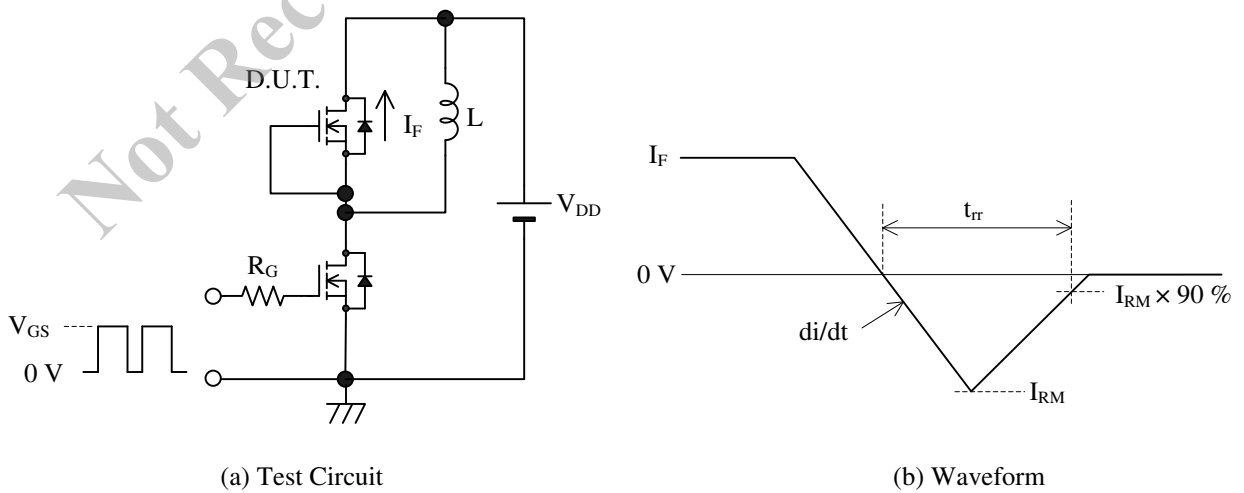 Not Rec
D.U.T.
I_F
L
V_DD
R_G
V_GS
0 V
(a) Test Circuit
I_F
t_rr
0 V
I_RM × 90 %
di/dt
I_RM
(b) Waveform